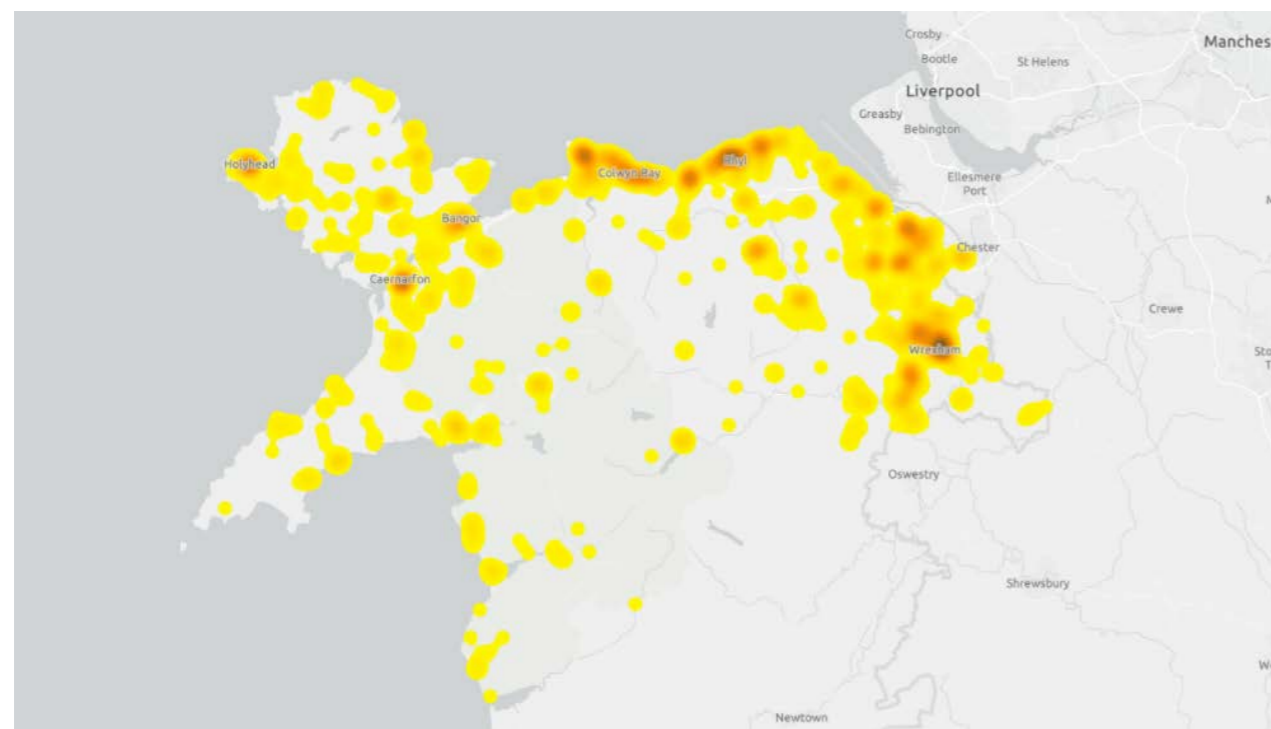 Crosby
Bootle
St Helens
Manches
Liverpool
Greasby
Bebington
Holyhead
Colwyn Bay
Rhyl
Ellesmere
Port
Bangor
Chester
Caernarfon
Crewe
Wrexham
Sto
T
Oswestry
Shrewsbury
W
Newtown